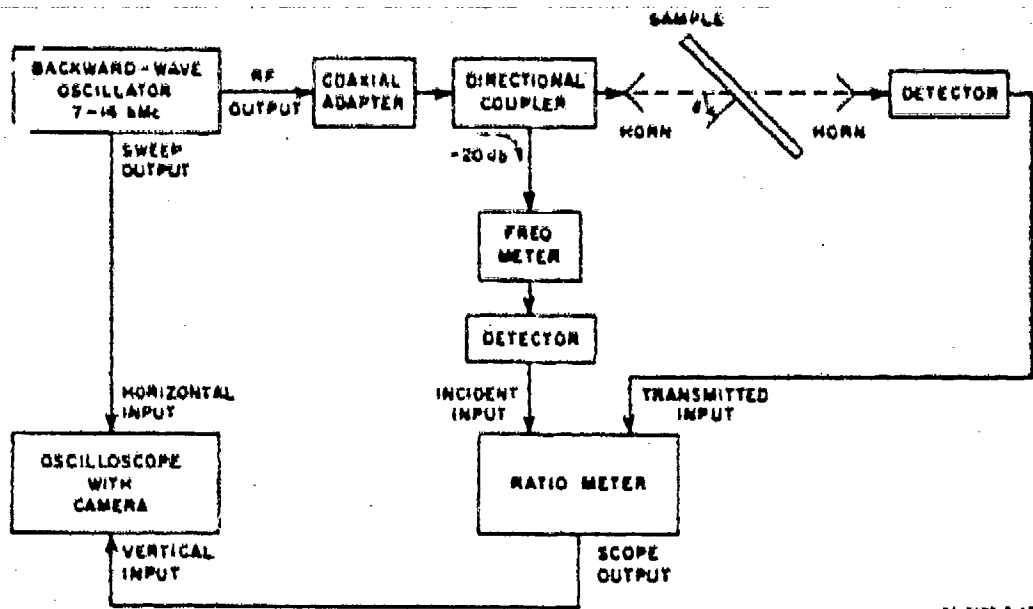 SAMPLE
BACKWARD-WAVE
OSCILLATOR
7-14 kMc
RF
OUTPUT
COAXIAL
ADAPTER
DIRECTIONAL
COUPLER
HORN
HORN
DETECTOR
SWEEP
OUTPUT
-20 db
FREQ
METER
DETECTOR
HORIZONTAL
INPUT
INCIDENT
INPUT
TRANSMITTED
INPUT
OSCILLOSCOPE
WITH
CAMERA
RATIO METER
VERTICAL
INPUT
SCOPE
OUTPUT